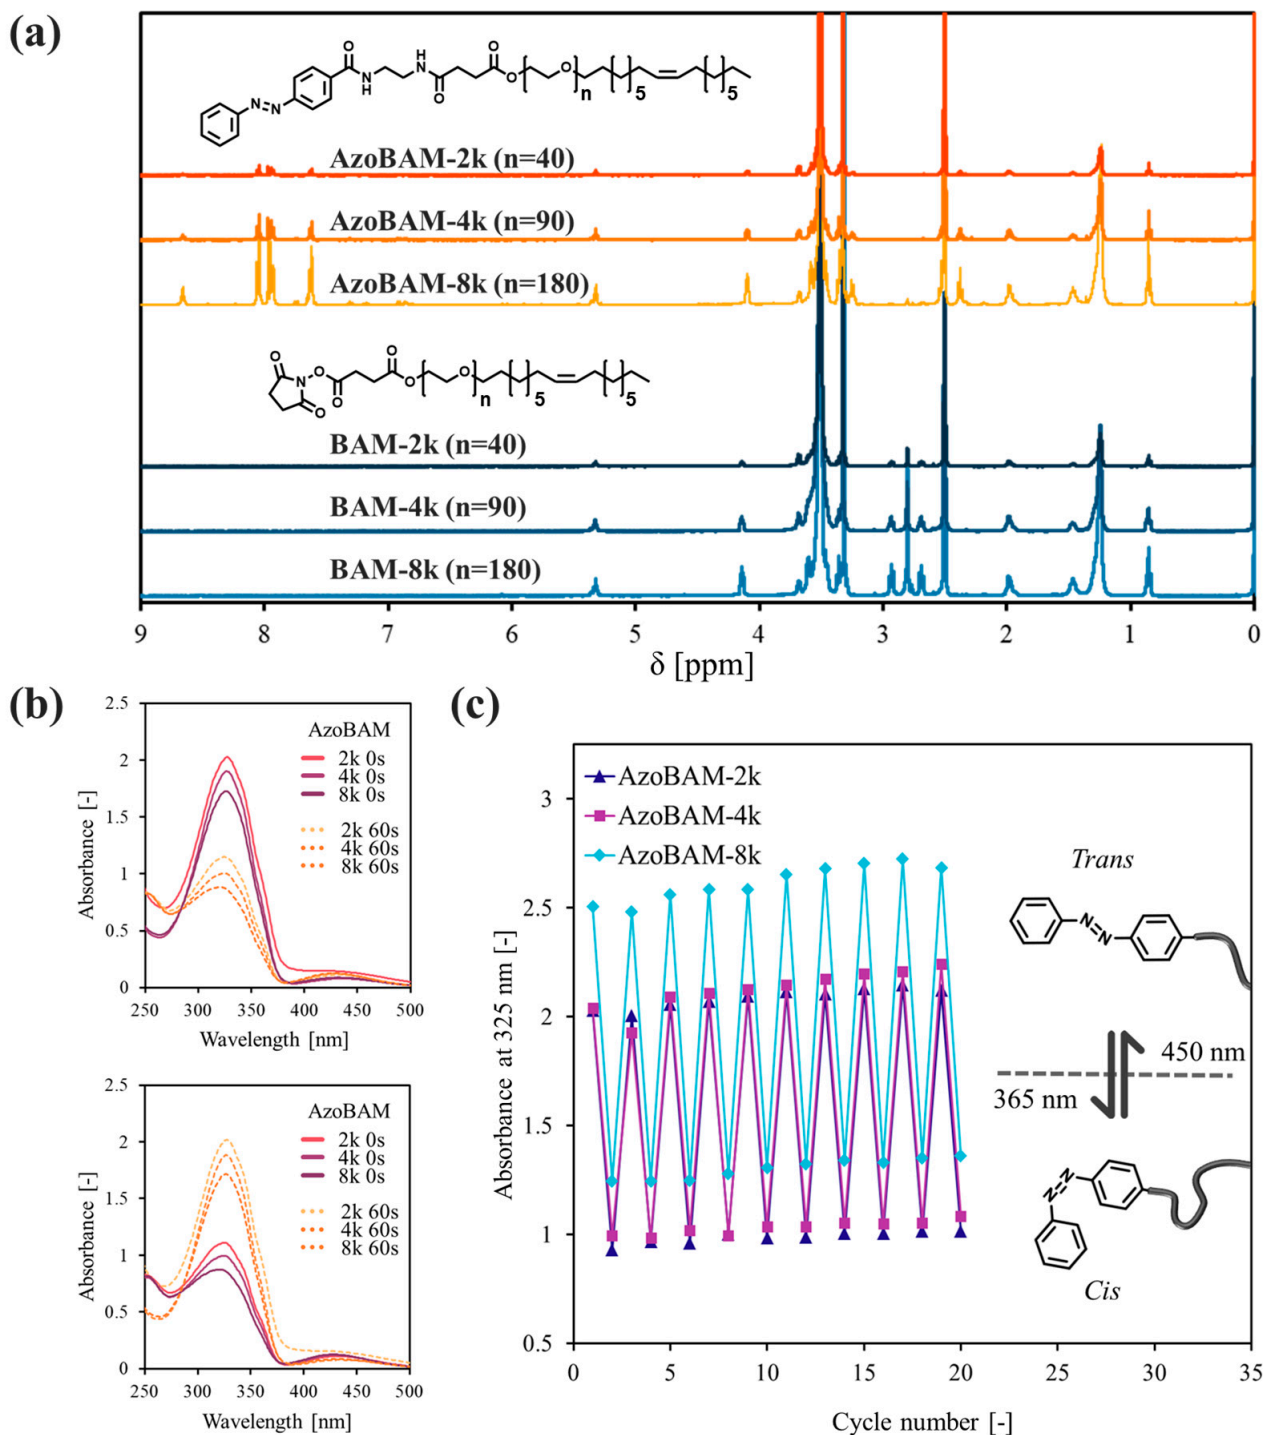 (a)
O
N
H
H
N
O
O
O
O
n
5
5
N=N
AzoBAM-2k (n=40)
AzoBAM-4k (n=90)
AzoBAM-8k (n=180)
O
N
O
O
O
O
O
O
n
5
5
BAM-2k (n=40)
BAM-4k (n=90)
BAM-8k (n=180)
9 8 7 6 5 4 3 2 1 0
δ [ppm]
(b)
2.5
2
1.5
1
0.5
0
Absorbance [-]
AzoBAM
2k 0s
4k 0s
8k 0s
2k 60s
4k 60s
8k 60s
250 300 350 400 450 500
Wavelength [nm]
2.5
2
1.5
1
0.5
0
Absorbance [-]
AzoBAM
2k 0s
4k 0s
8k 0s
2k 60s
4k 60s
8k 60s
250 300 350 400 450 500
Wavelength [nm]
(c)
3
2.5
2
1.5
1
0.5
Absorbance at 325 nm [-]
AzoBAM-2k
AzoBAM-4k
AzoBAM-8k
Trans
N
N
450 nm
365 nm
N
N
Cis
0 5 10 15 20 25 30 35
Cycle number [-]